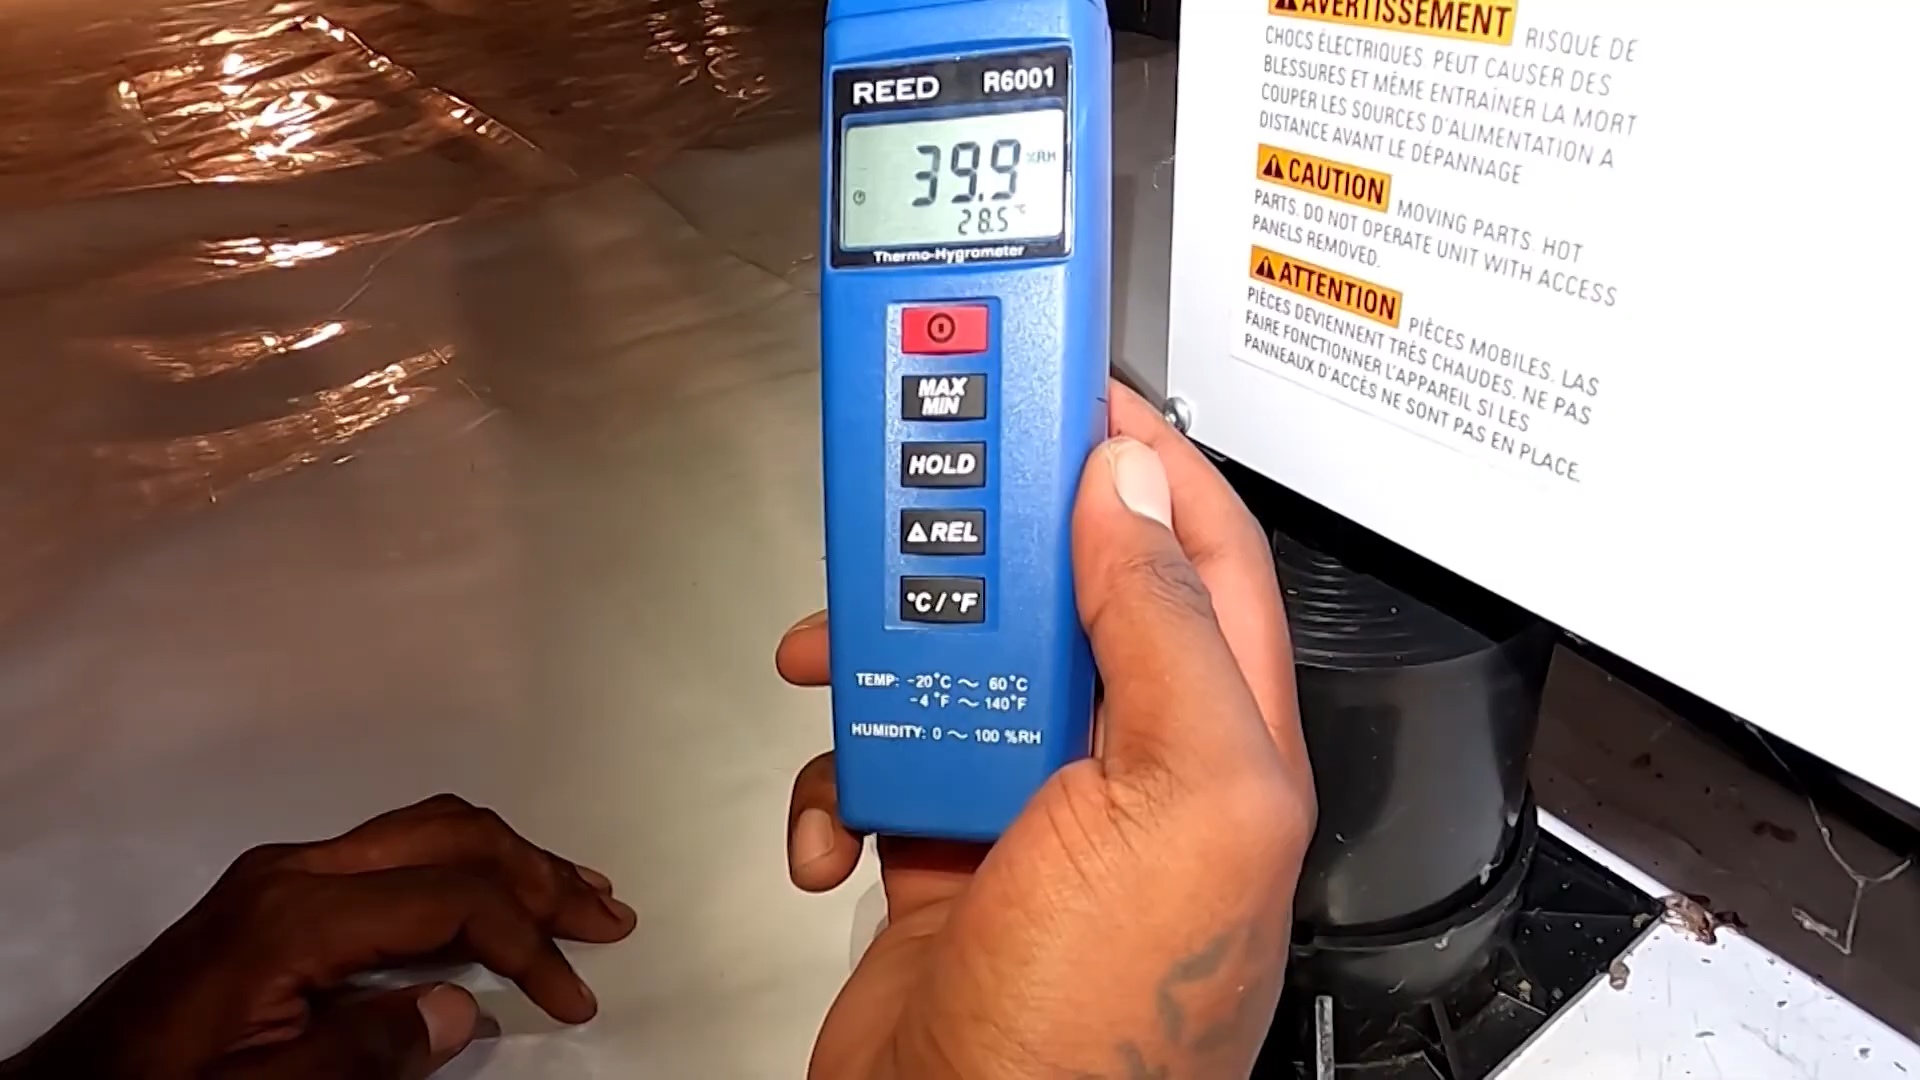 REED R6001
39.9 %RH
28.5 °C
Thermo-Hygrometer
MAX
MIN
HOLD
△ REL
°C / °F
TEMP: -20°C ~ 60°C
-4°F ~ 140°F
HUMIDITY: 0 ~ 100 %RH
AVERTISSEMENT RISQUE DE
CHOCS ÉLECTRIQUES. PEUT CAUSER DES
BLESSURES ET MÊME ENTRAÎNER LA MORT
COUPER LES SOURCES D'ALIMENTATION A
DISTANCE AVANT LE DÉPANNAGE
CAUTION MOVING PARTS. HOT
PARTS. DO NOT OPERATE UNIT WITH ACCESS
PANELS REMOVED.
ATTENTION PIÈCES MOBILES. LAS
PIÈCES DEVIENNENT TRÈS CHAUDES. NE PAS
FAIRE FONCTIONNER L'APPAREIL SI LES
PANNEAUX D'ACCÈS NE SONT PAS EN PLACE.